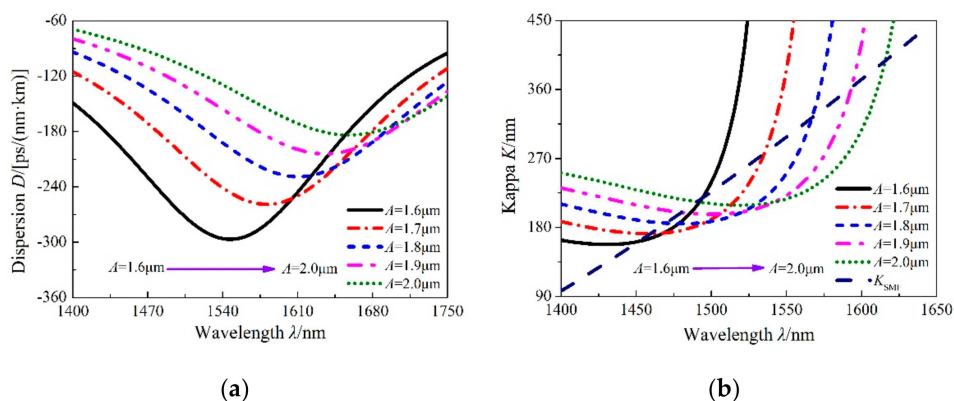 -60
-120
-180
-240
-300
-360
Dispersion D/[ps/(nm·km)]
A=1.6μm
A=1.7μm
A=1.8μm
A=1.9μm
A=2.0μm
A=1.6μm A=2.0μm
1400 1470 1540 1610 1680 1750
Wavelength λ/nm
(a)
450
360
270
180
90
Kappa K/nm
A=1.6μm
A=1.7μm
A=1.8μm
A=1.9μm
A=2.0μm
K_SMF
A=1.6μm A=2.0μm
1400 1450 1500 1550 1600 1650
Wavelength λ/nm
(b)